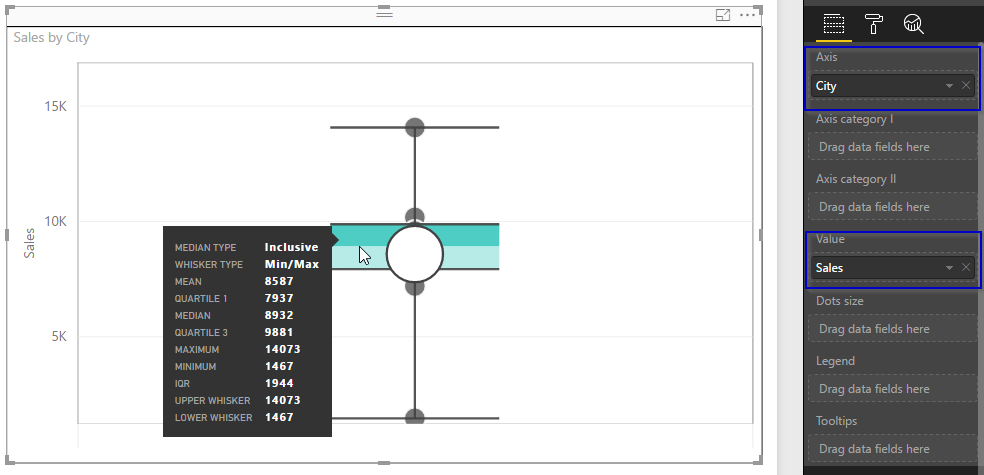 Sales by City
15K
10K
5K
Sales
MEDIAN TYPE Inclusive
WHISKER TYPE Min/Max
MEAN 8587
QUARTILE 1 7937
MEDIAN 8932
QUARTILE 3 9881
MAXIMUM 14073
MINIMUM 1467
IQR 1944
UPPER WHISKER 14073
LOWER WHISKER 1467
Axis
City
Axis category I
Drag data fields here
Axis category II
Drag data fields here
Value
Sales
Dots size
Drag data fields here
Legend
Drag data fields here
Tooltips
Drag data fields here